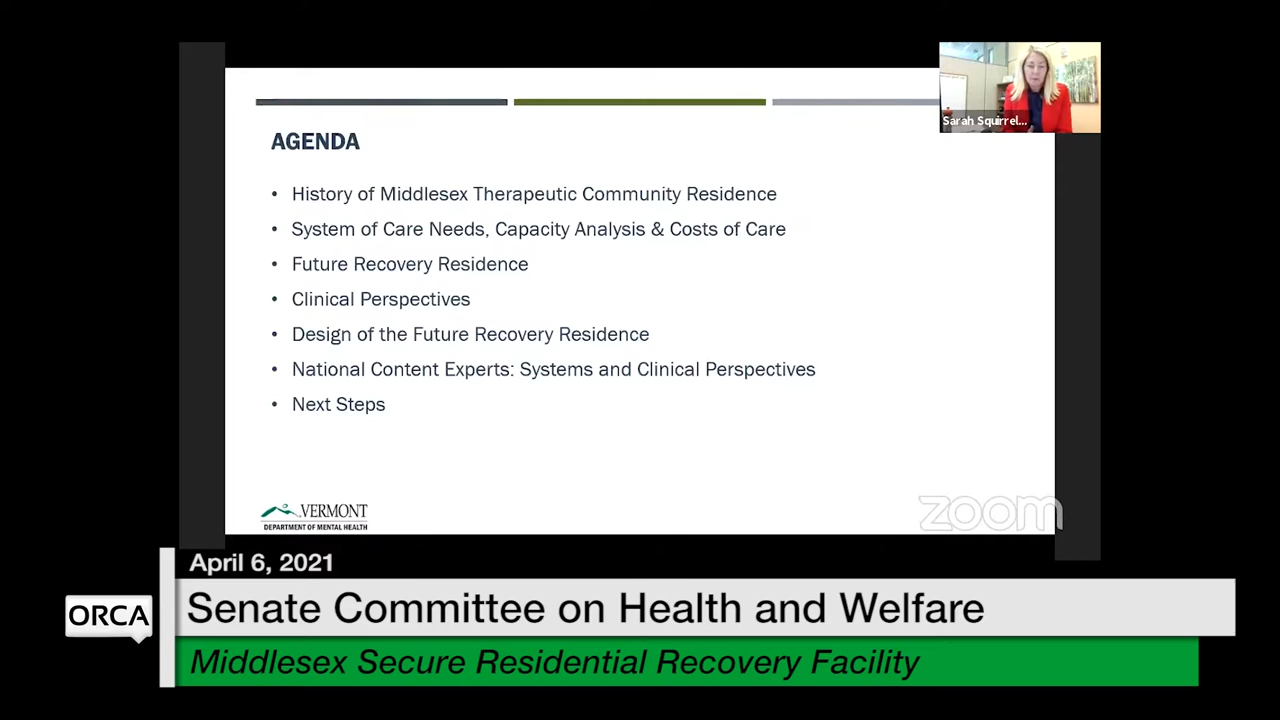 Sarah Squirrel...
AGENDA
• History of Middlesex Therapeutic Community Residence
• System of Care Needs, Capacity Analysis & Costs of Care
• Future Recovery Residence
• Clinical Perspectives
• Design of the Future Recovery Residence
• National Content Experts: Systems and Clinical Perspectives
• Next Steps
VERMONT
DEPARTMENT OF MENTAL HEALTH
zoom
April 6, 2021
ORCA
Senate Committee on Health and Welfare
Middlesex Secure Residential Recovery Facility